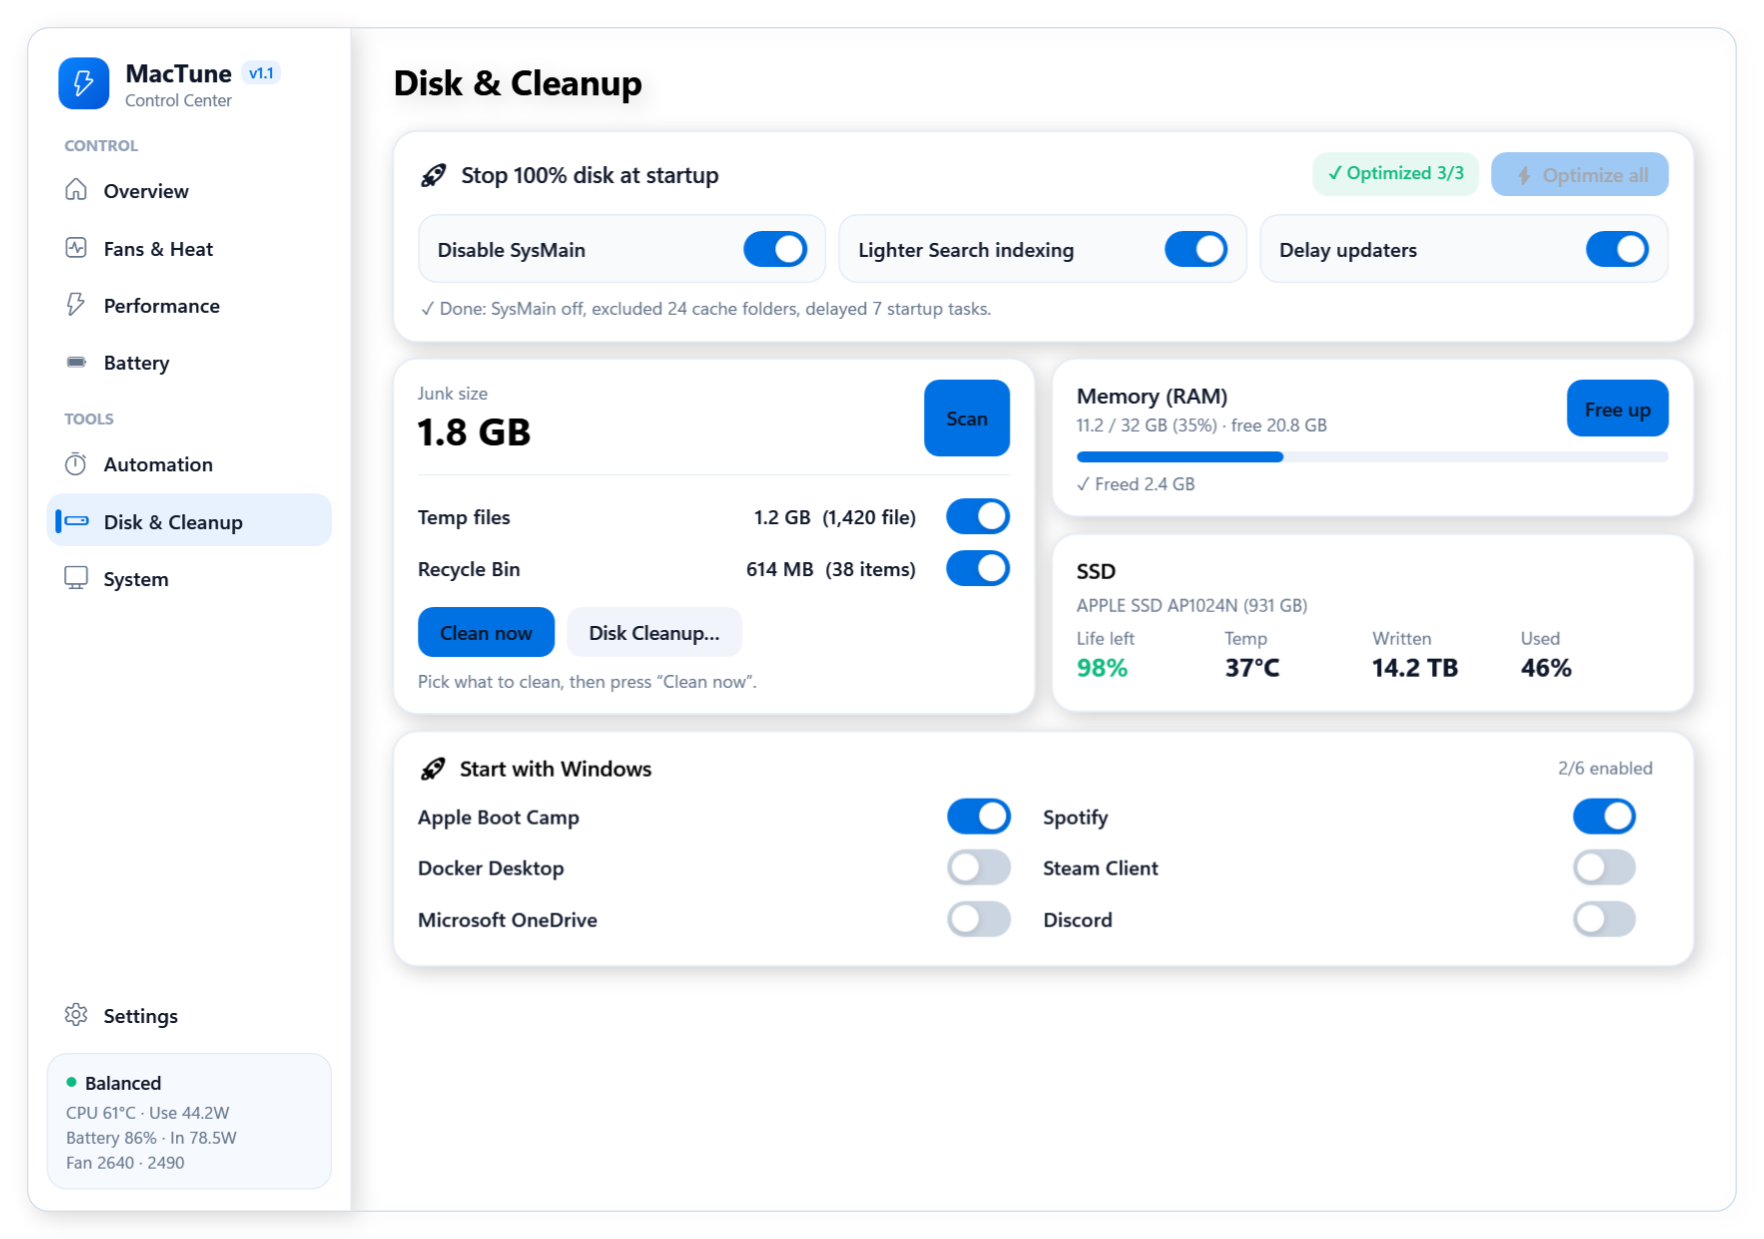 MacTune v1.1
Control Center
CONTROL
Overview
Fans & Heat
Performance
Battery
TOOLS
Automation
Disk & Cleanup
System
Settings
Balanced
CPU 61°C · Use 44.2W
Battery 86% · In 78.5W
Fan 2640 · 2490
Disk & Cleanup
Stop 100% disk at startup
✓ Optimized 3/3
Optimize all
Disable SysMain
Lighter Search indexing
Delay updaters
✓ Done: SysMain off, excluded 24 cache folders, delayed 7 startup tasks.
Junk size
1.8 GB
Scan
Temp files 1.2 GB (1,420 file)
Recycle Bin 614 MB (38 items)
Clean now
Disk Cleanup...
Pick what to clean, then press “Clean now”.
Memory (RAM)
11.2 / 32 GB (35%) · free 20.8 GB
Free up
✓ Freed 2.4 GB
SSD
APPLE SSD AP1024N (931 GB)
Life left Temp Written Used
98% 37°C 14.2 TB 46%
Start with Windows
2/6 enabled
Apple Boot Camp
Spotify
Docker Desktop
Steam Client
Microsoft OneDrive
Discord